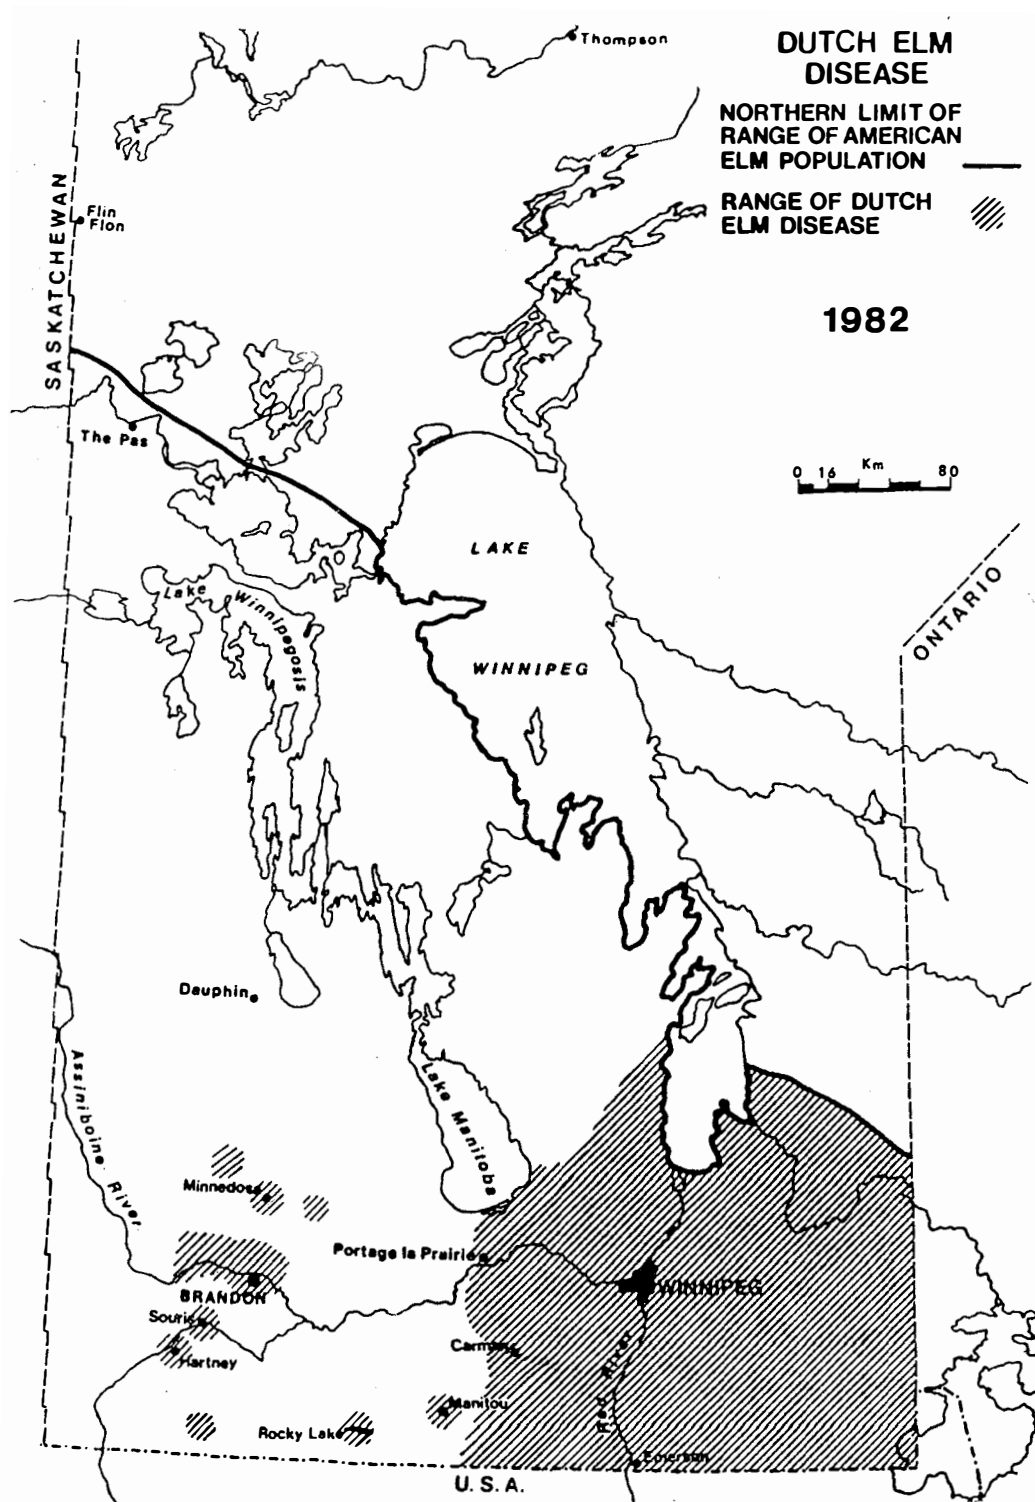 Thompson
DUTCH ELM
DISEASE
NORTHERN LIMIT OF
RANGE OF AMERICAN
ELM POPULATION
RANGE OF DUTCH
ELM DISEASE
1982
SASKATCHEWAN
Flin
Flon
The Pas
0 16 Km 80
LAKE
WINNIPEG
ONTARIO
Lake Winnipegosis
Dauphin
Assiniboine River
Lake Manitoba
Minnedosa
Portage la Prairie
BRANDON
WINNIPEG
Souris
Hartney
Carman
Red River
Manitou
Rocky Lake
Emerson
U.S.A.